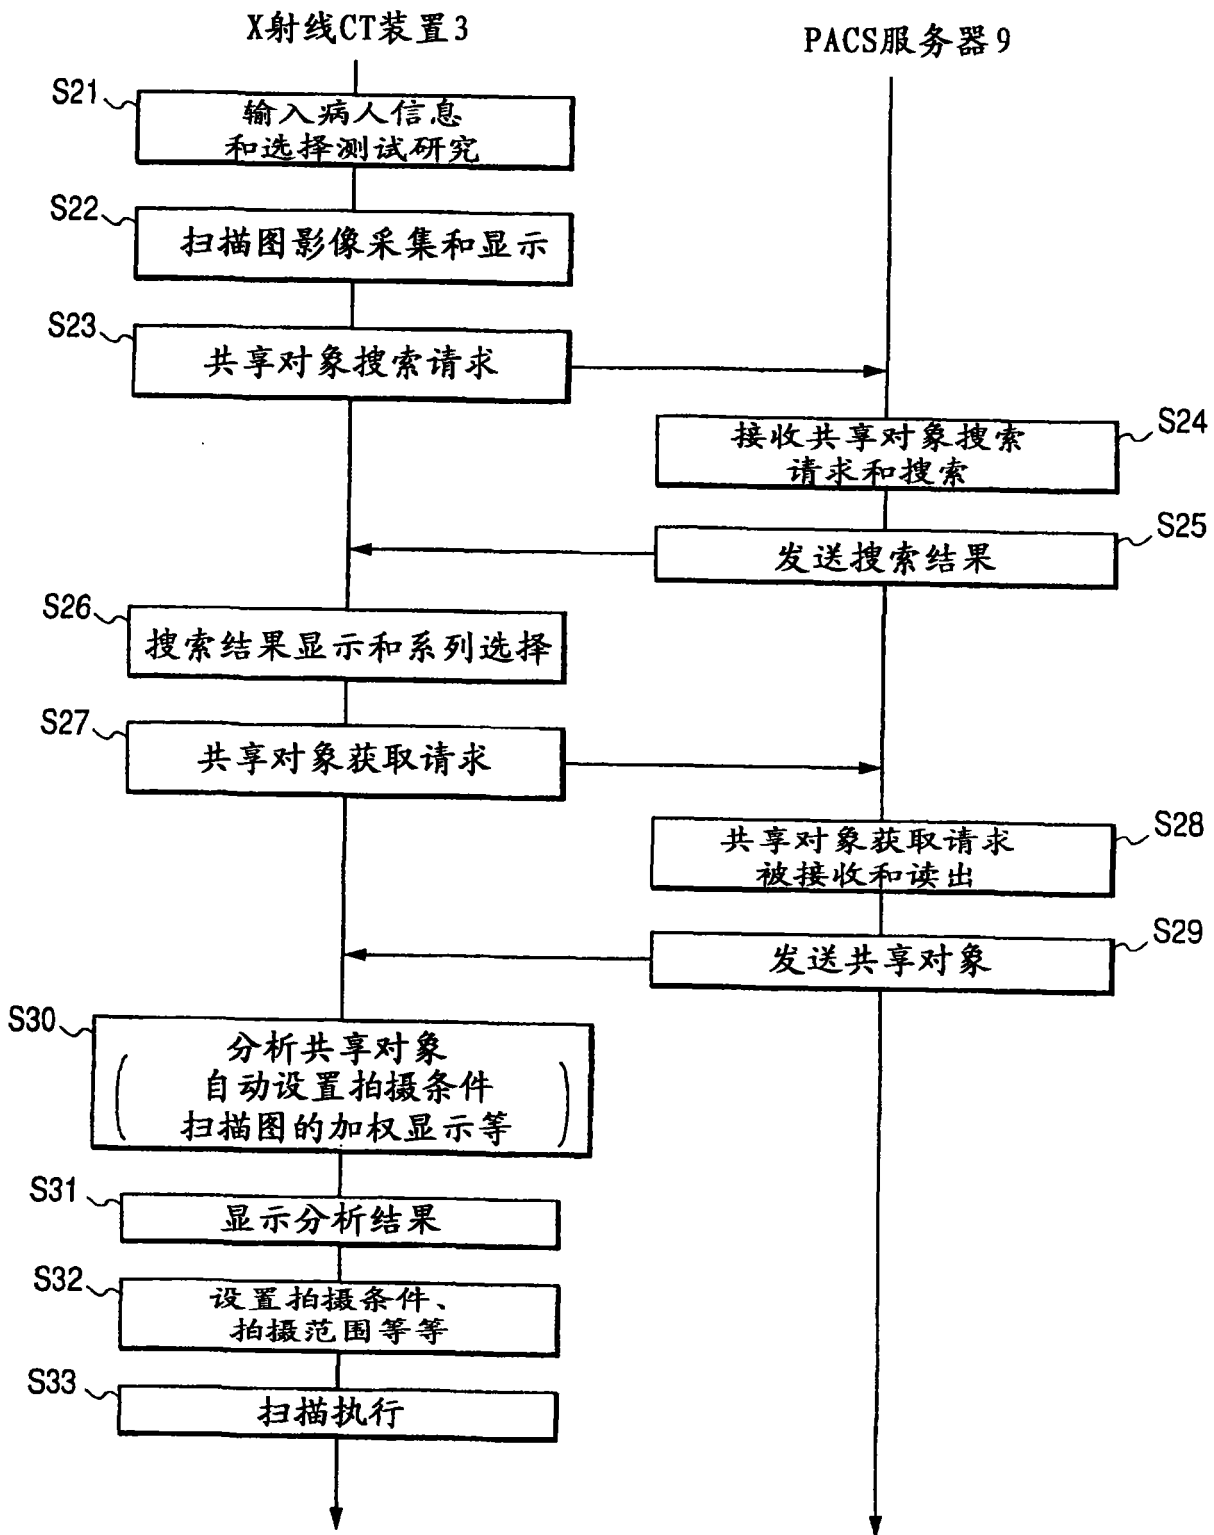 X射线CT装置3
PACS服务器9
S21
输入病人信息
和选择测试研究
S22
扫描图影像采集和显示
S23
共享对象搜索请求
S24
接收共享对象搜索
请求和搜索
S25
发送搜索结果
S26
搜索结果显示和系列选择
S27
共享对象获取请求
S28
共享对象获取请求
被接收和读出
S29
发送共享对象
S30
分析共享对象
(自动设置拍摄条件
扫描图的加权显示等)
S31
显示分析结果
S32
设置拍摄条件、
拍摄范围等等
S33
扫描执行